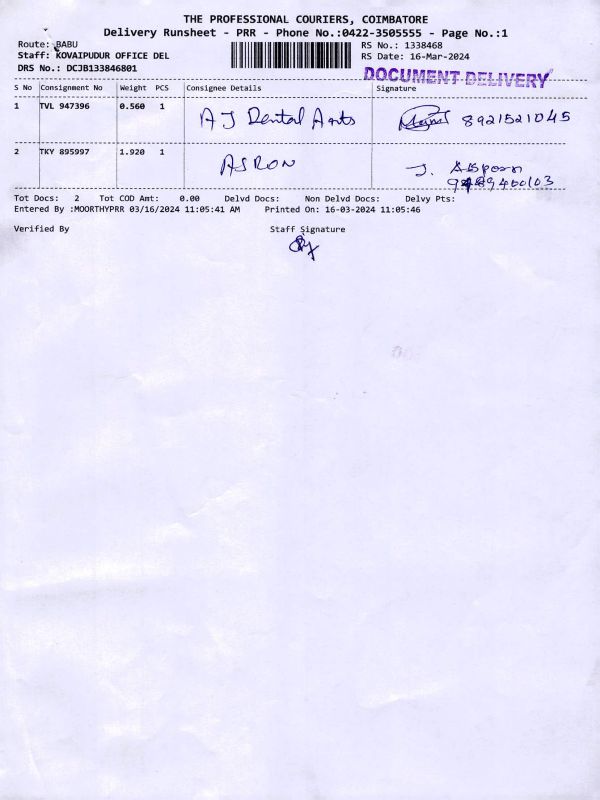 THE PROFESSIONAL COURIERS, COIMBATORE
Delivery Runsheet - PRR - Phone No.:0422-3505555 - Page No.:1
Route: BABU
Staff: KOVAIPUDUR OFFICE DEL
DRS No.: DCJB133846801
RS No.: 1338468
RS Date: 16-Mar-2024
DOCUMENT DELIVERY
S No Consignment No Weight PCS Consignee Details Signature
1 TVL 947396 0.560 1 AJ Dental Arts 8921521045
2 TKY 895997 1.920 1 ASRON J.
Tot Docs: 2 Tot COD Amt: 0.00 Delvd Docs: Non Delvd Docs: Delvy Pts:
Entered By :MOORTHYPRR 03/16/2024 11:05:41 AM Printed On: 16-03-2024 11:05:46
Verified By Staff Signature